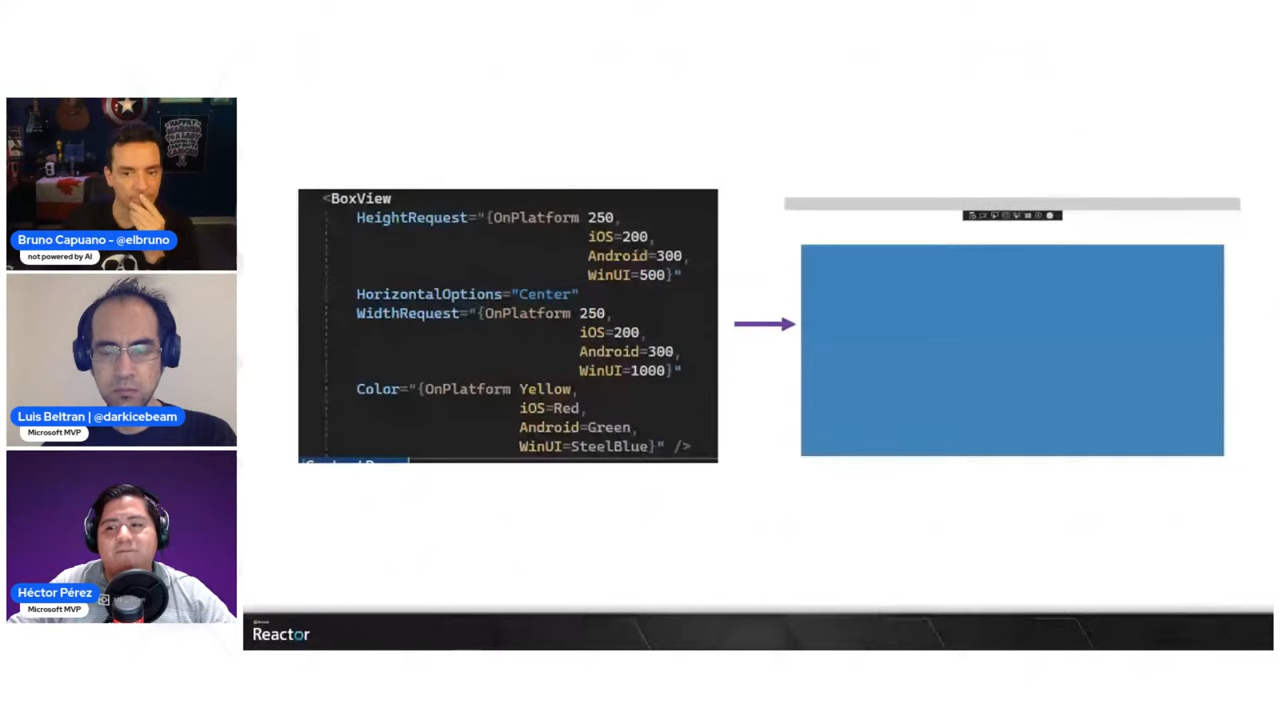 HAPPILY
Bruno Capuano - @elbruno
not powered by AI
Luis Beltran | @darkicebeam
Microsoft MVP
Héctor Pérez
Microsoft MVP
<BoxView
HeightRequest="{OnPlatform 250,
iOS=200,
Android=300,
WinUI=500}"
HorizontalOptions="Center"
WidthRequest="{OnPlatform 250,
iOS=200,
Android=300,
WinUI=1000}"
Color="{OnPlatform Yellow,
iOS=Red,
Android=Green,
WinUI=SteelBlue}" />
Reactor